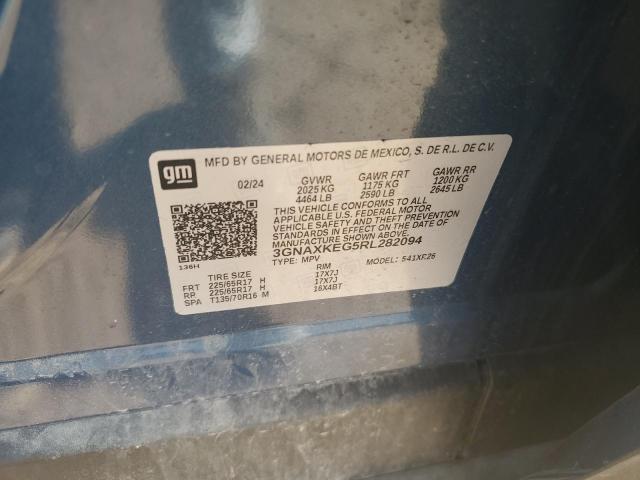 gm
MFD BY GENERAL MOTORS DE MEXICO, S. DE R.L. DE C.V.
02/24 GVWR GAWR FRT GAWR RR
2025 KG 1175 KG 1200 KG
4464 LB 2590 LB 2645 LB
THIS VEHICLE CONFORMS TO ALL
APPLICABLE U.S. FEDERAL MOTOR
VEHICLE SAFETY AND THEFT PREVENTION
STANDARDS IN EFFECT ON THE DATE OF
MANUFACTURE SHOWN ABOVE.
3GNAXKEG5RL282094
136H TYPE: MPV MODEL: 541XF26
RIM
FRT 225/65R17 H 17X7J
RP 225/65R17 H 17X7J
SPA T135/70R16 M 16X4BT